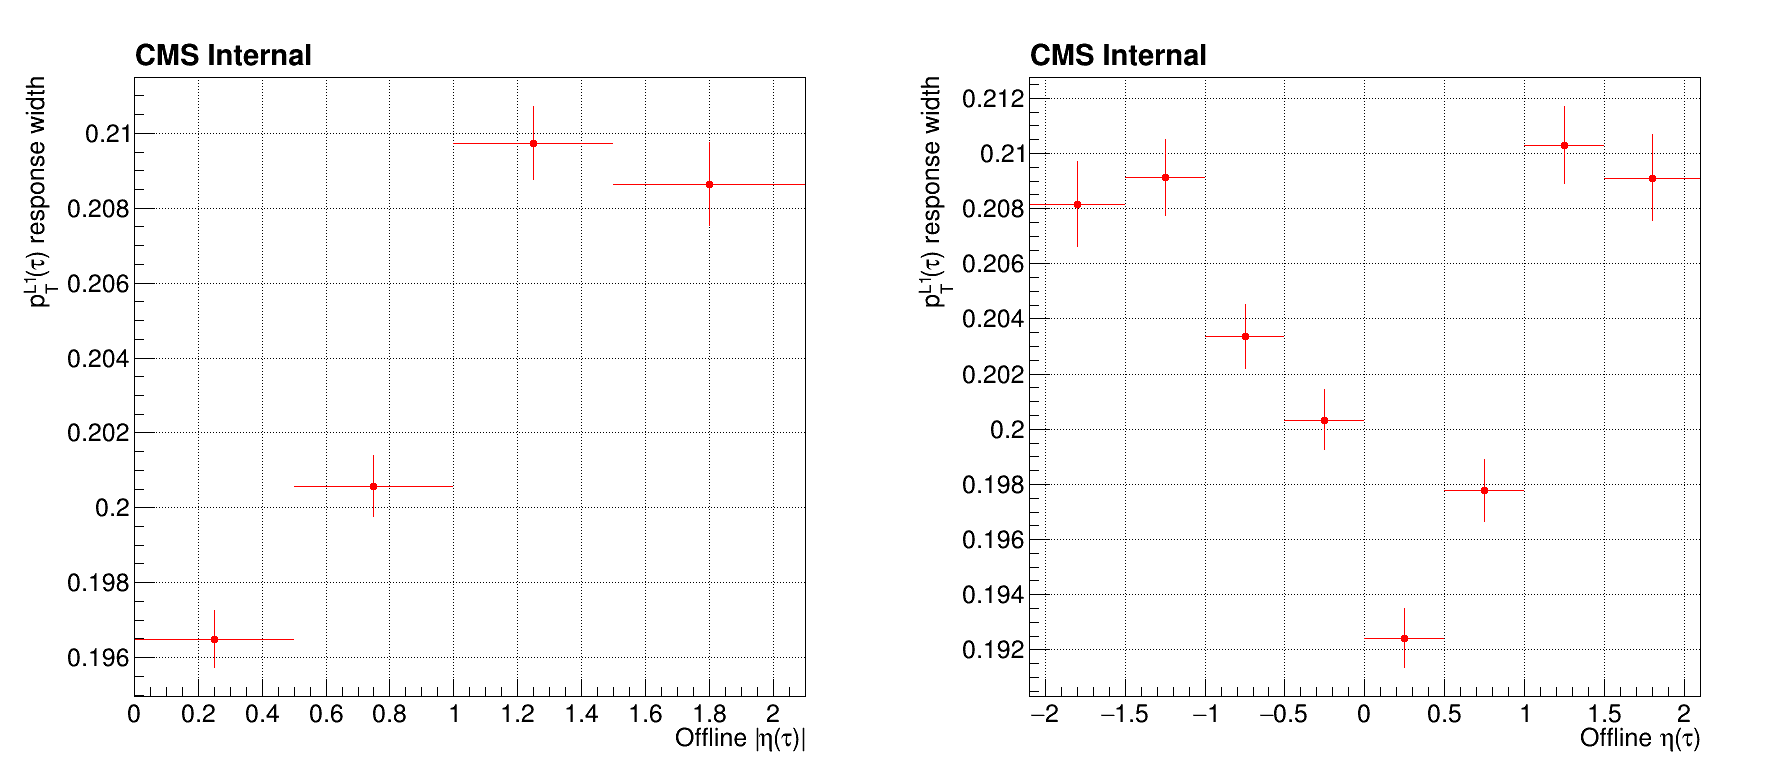 CMS Internal
p_T^L1(τ) response width
0.21
0.208
0.206
0.204
0.202
0.2
0.198
0.196
0 0.2 0.4 0.6 0.8 1 1.2 1.4 1.6 1.8 2
Offline |η(τ)|
CMS Internal
p_T^L1(τ) response width
0.212
0.21
0.208
0.206
0.204
0.202
0.2
0.198
0.196
0.194
0.192
−2 −1.5 −1 −0.5 0 0.5 1 1.5 2
Offline η(τ)